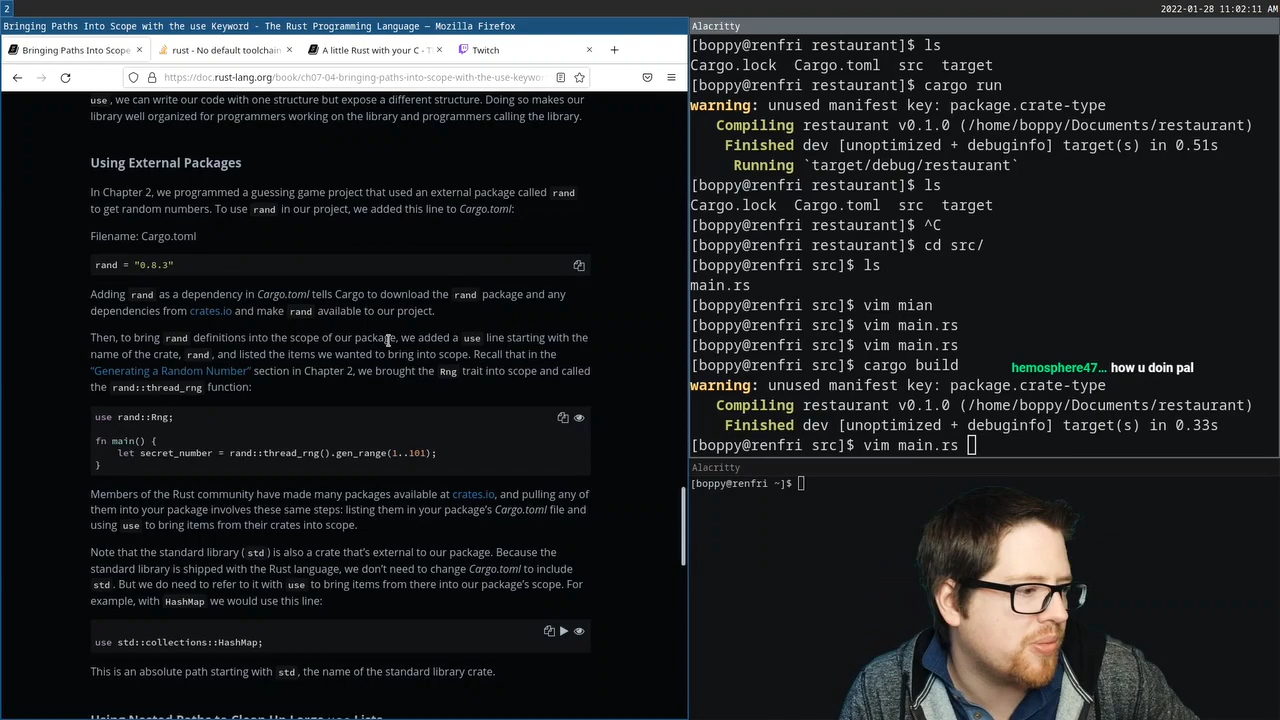 2
2022-01-28 11:02:11 AM
Bringing Paths Into Scope with the use Keyword - The Rust Programming Language — Mozilla Firefox
Bringing Paths Into Scope
rust - No default toolchain
A little Rust with your C - T
Twitch
https://doc.rust-lang.org/book/ch07-04-bringing-paths-into-scope-with-the-use-keywo
use, we can write our code with one structure but expose a different structure. Doing so makes our
library well organized for programmers working on the library and programmers calling the library.
Using External Packages
In Chapter 2, we programmed a guessing game project that used an external package called rand
to get random numbers. To use rand in our project, we added this line to Cargo.toml:
Filename: Cargo.toml
rand = "0.8.3"
Adding rand as a dependency in Cargo.toml tells Cargo to download the rand package and any
dependencies from crates.io and make rand available to our project.
Then, to bring rand definitions into the scope of our package, we added a use line starting with the
name of the crate, rand, and listed the items we wanted to bring into scope. Recall that in the
“Generating a Random Number” section in Chapter 2, we brought the Rng trait into scope and called
the rand::thread_rng function:
use rand::Rng;
fn main() {
let secret_number = rand::thread_rng().gen_range(1..101);
}
Members of the Rust community have made many packages available at crates.io, and pulling any of
them into your package involves these same steps: listing them in your package’s Cargo.toml file and
using use to bring items from their crates into scope.
Note that the standard library (std) is also a crate that’s external to our package. Because the
standard library is shipped with the Rust language, we don’t need to change Cargo.toml to include
std. But we do need to refer to it with use to bring items from there into our package’s scope. For
example, with HashMap we would use this line:
use std::collections::HashMap;
This is an absolute path starting with std, the name of the standard library crate.
Using Nested Paths to Clean Up Large use Lists
Alacritty
[boppy@renfri restaurant]$ ls
Cargo.lock Cargo.toml src target
[boppy@renfri restaurant]$ cargo run
warning: unused manifest key: package.crate-type
Compiling restaurant v0.1.0 (/home/boppy/Documents/restaurant)
Finished dev [unoptimized + debuginfo] target(s) in 0.51s
Running `target/debug/restaurant`
[boppy@renfri restaurant]$ ls
Cargo.lock Cargo.toml src target
[boppy@renfri restaurant]$ ^C
[boppy@renfri restaurant]$ cd src/
[boppy@renfri src]$ ls
main.rs
[boppy@renfri src]$ vim mian
[boppy@renfri src]$ vim main.rs
[boppy@renfri src]$ vim main.rs
[boppy@renfri src]$ cargo build
hemosphere47... how u doin pal
warning: unused manifest key: package.crate-type
Compiling restaurant v0.1.0 (/home/boppy/Documents/restaurant)
Finished dev [unoptimized + debuginfo] target(s) in 0.33s
[boppy@renfri src]$ vim main.rs
Alacritty
[boppy@renfri ~]$